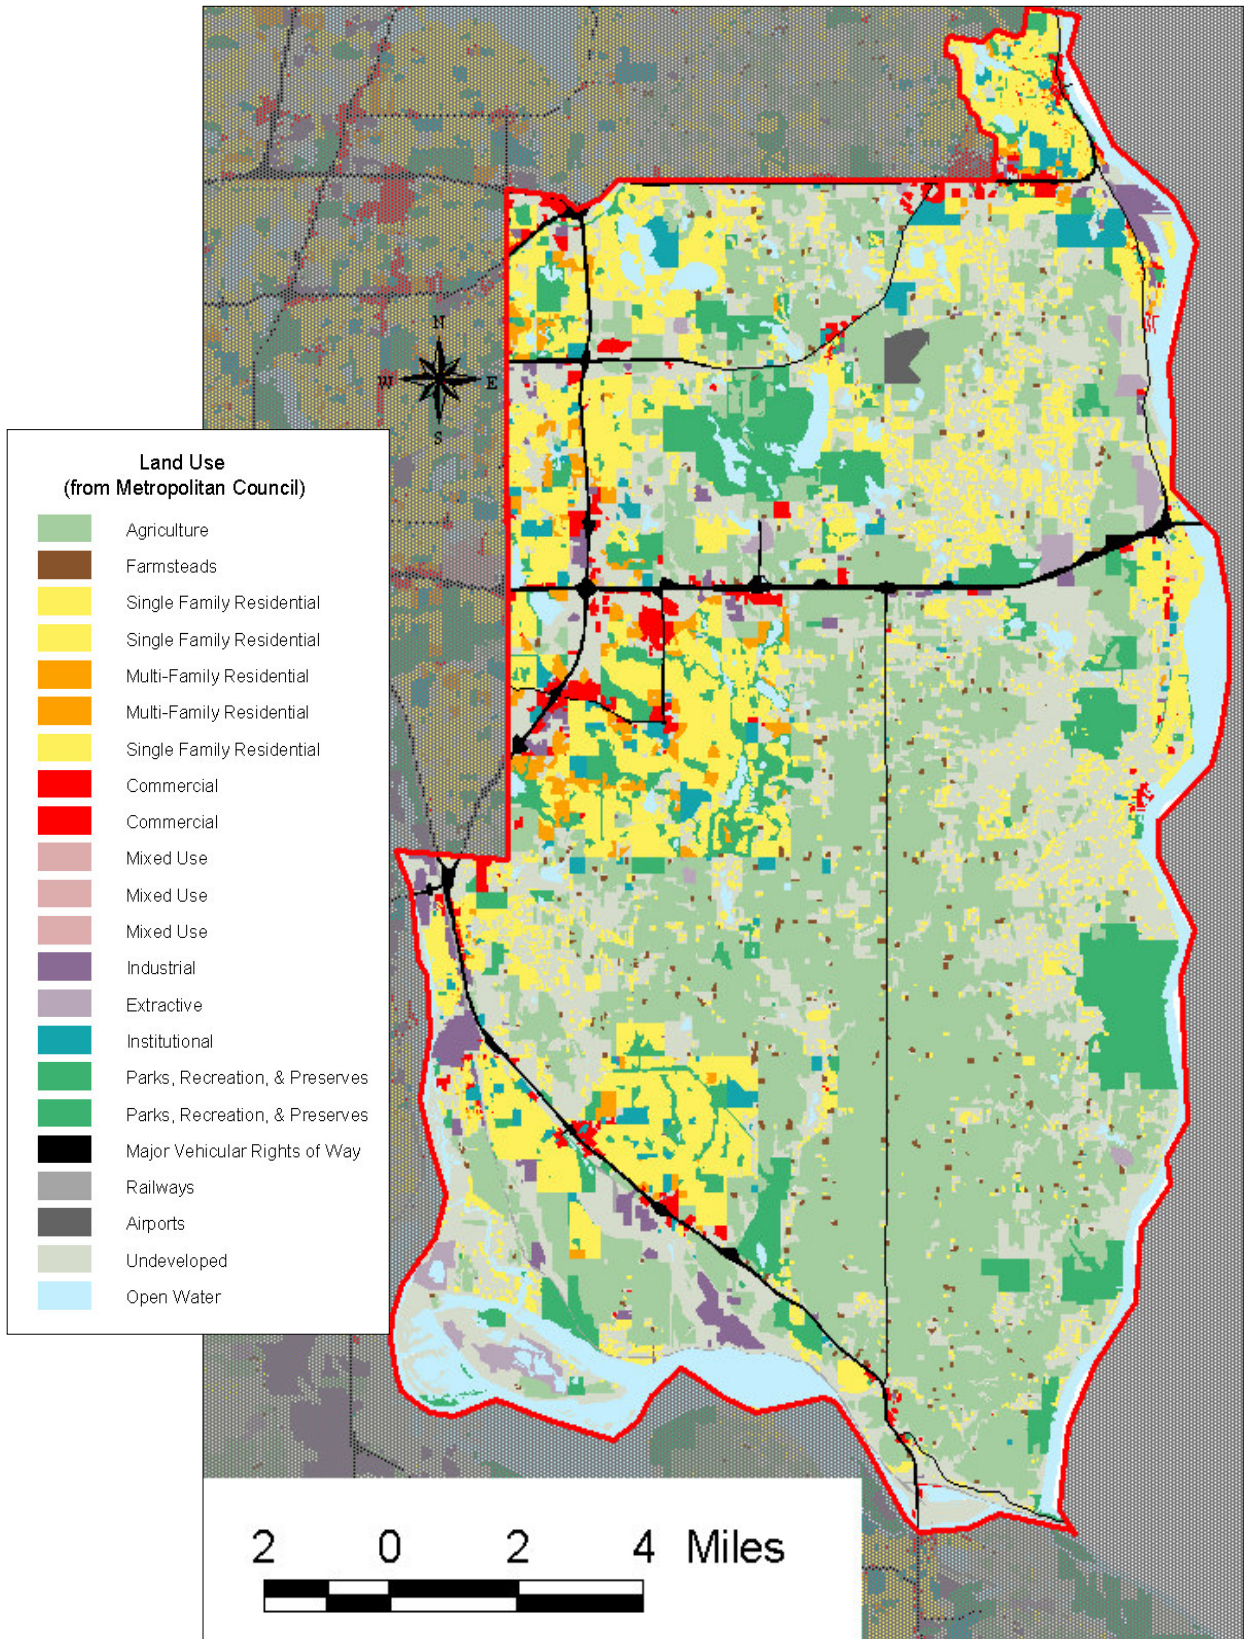 N
W
E
S
Land Use
(from Metropolitan Council)
Agriculture
Farmsteads
Single Family Residential
Single Family Residential
Multi-Family Residential
Multi-Family Residential
Single Family Residential
Commercial
Commercial
Mixed Use
Mixed Use
Mixed Use
Industrial
Extractive
Institutional
Parks, Recreation, & Preserves
Parks, Recreation, & Preserves
Major Vehicular Rights of Way
Railways
Airports
Undeveloped
Open Water
2 0 2 4 Miles